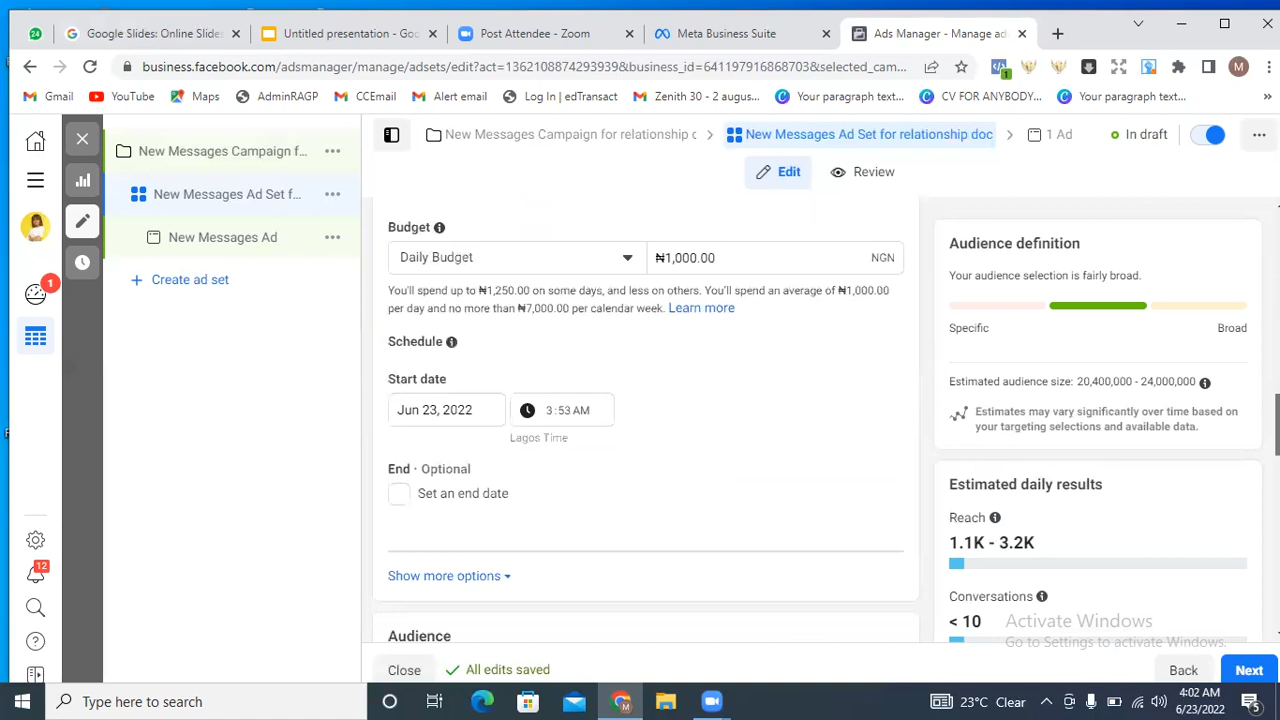 24
Google Slides: Online Slide
Untitled presentation - Goo
Post Attendee - Zoom
Meta Business Suite
Ads Manager - Manage ad
business.facebook.com/adsmanager/manage/adsets/edit?act=1362108874293939&business_id=641197916868703&selected_cam...
1
M
Gmail
YouTube
Maps
AdminRAGP
CCEmail
Alert email
Log In | edTransact
Zenith 30 - 2 augus...
Your paragraph text...
CV FOR ANYBODY...
Your paragraph text...
»
New Messages Campaign f...
New Messages Campaign for relationship c
New Messages Ad Set for relationship doc
1 Ad
In draft
Edit
Review
New Messages Ad Set f...
New Messages Ad
Create ad set
1
12
Budget
Daily Budget
₦1,000.00
NGN
You'll spend up to ₦1,250.00 on some days, and less on others. You'll spend an average of ₦1,000.00
per day and no more than ₦7,000.00 per calendar week. Learn more
Schedule
Start date
Jun 23, 2022
3:53 AM
Lagos Time
End · Optional
Set an end date
Show more options
Audience
Audience definition
Your audience selection is fairly broad.
Specific
Broad
Estimated audience size: 20,400,000 - 24,000,000
Estimates may vary significantly over time based on
your targeting selections and available data.
Estimated daily results
Reach
1.1K - 3.2K
Conversations
< 10
Activate Windows
Go to Settings to activate Windows.
Close
All edits saved
Back
Next
Type here to search
M
23°C Clear
4:02 AM
6/23/2022
5